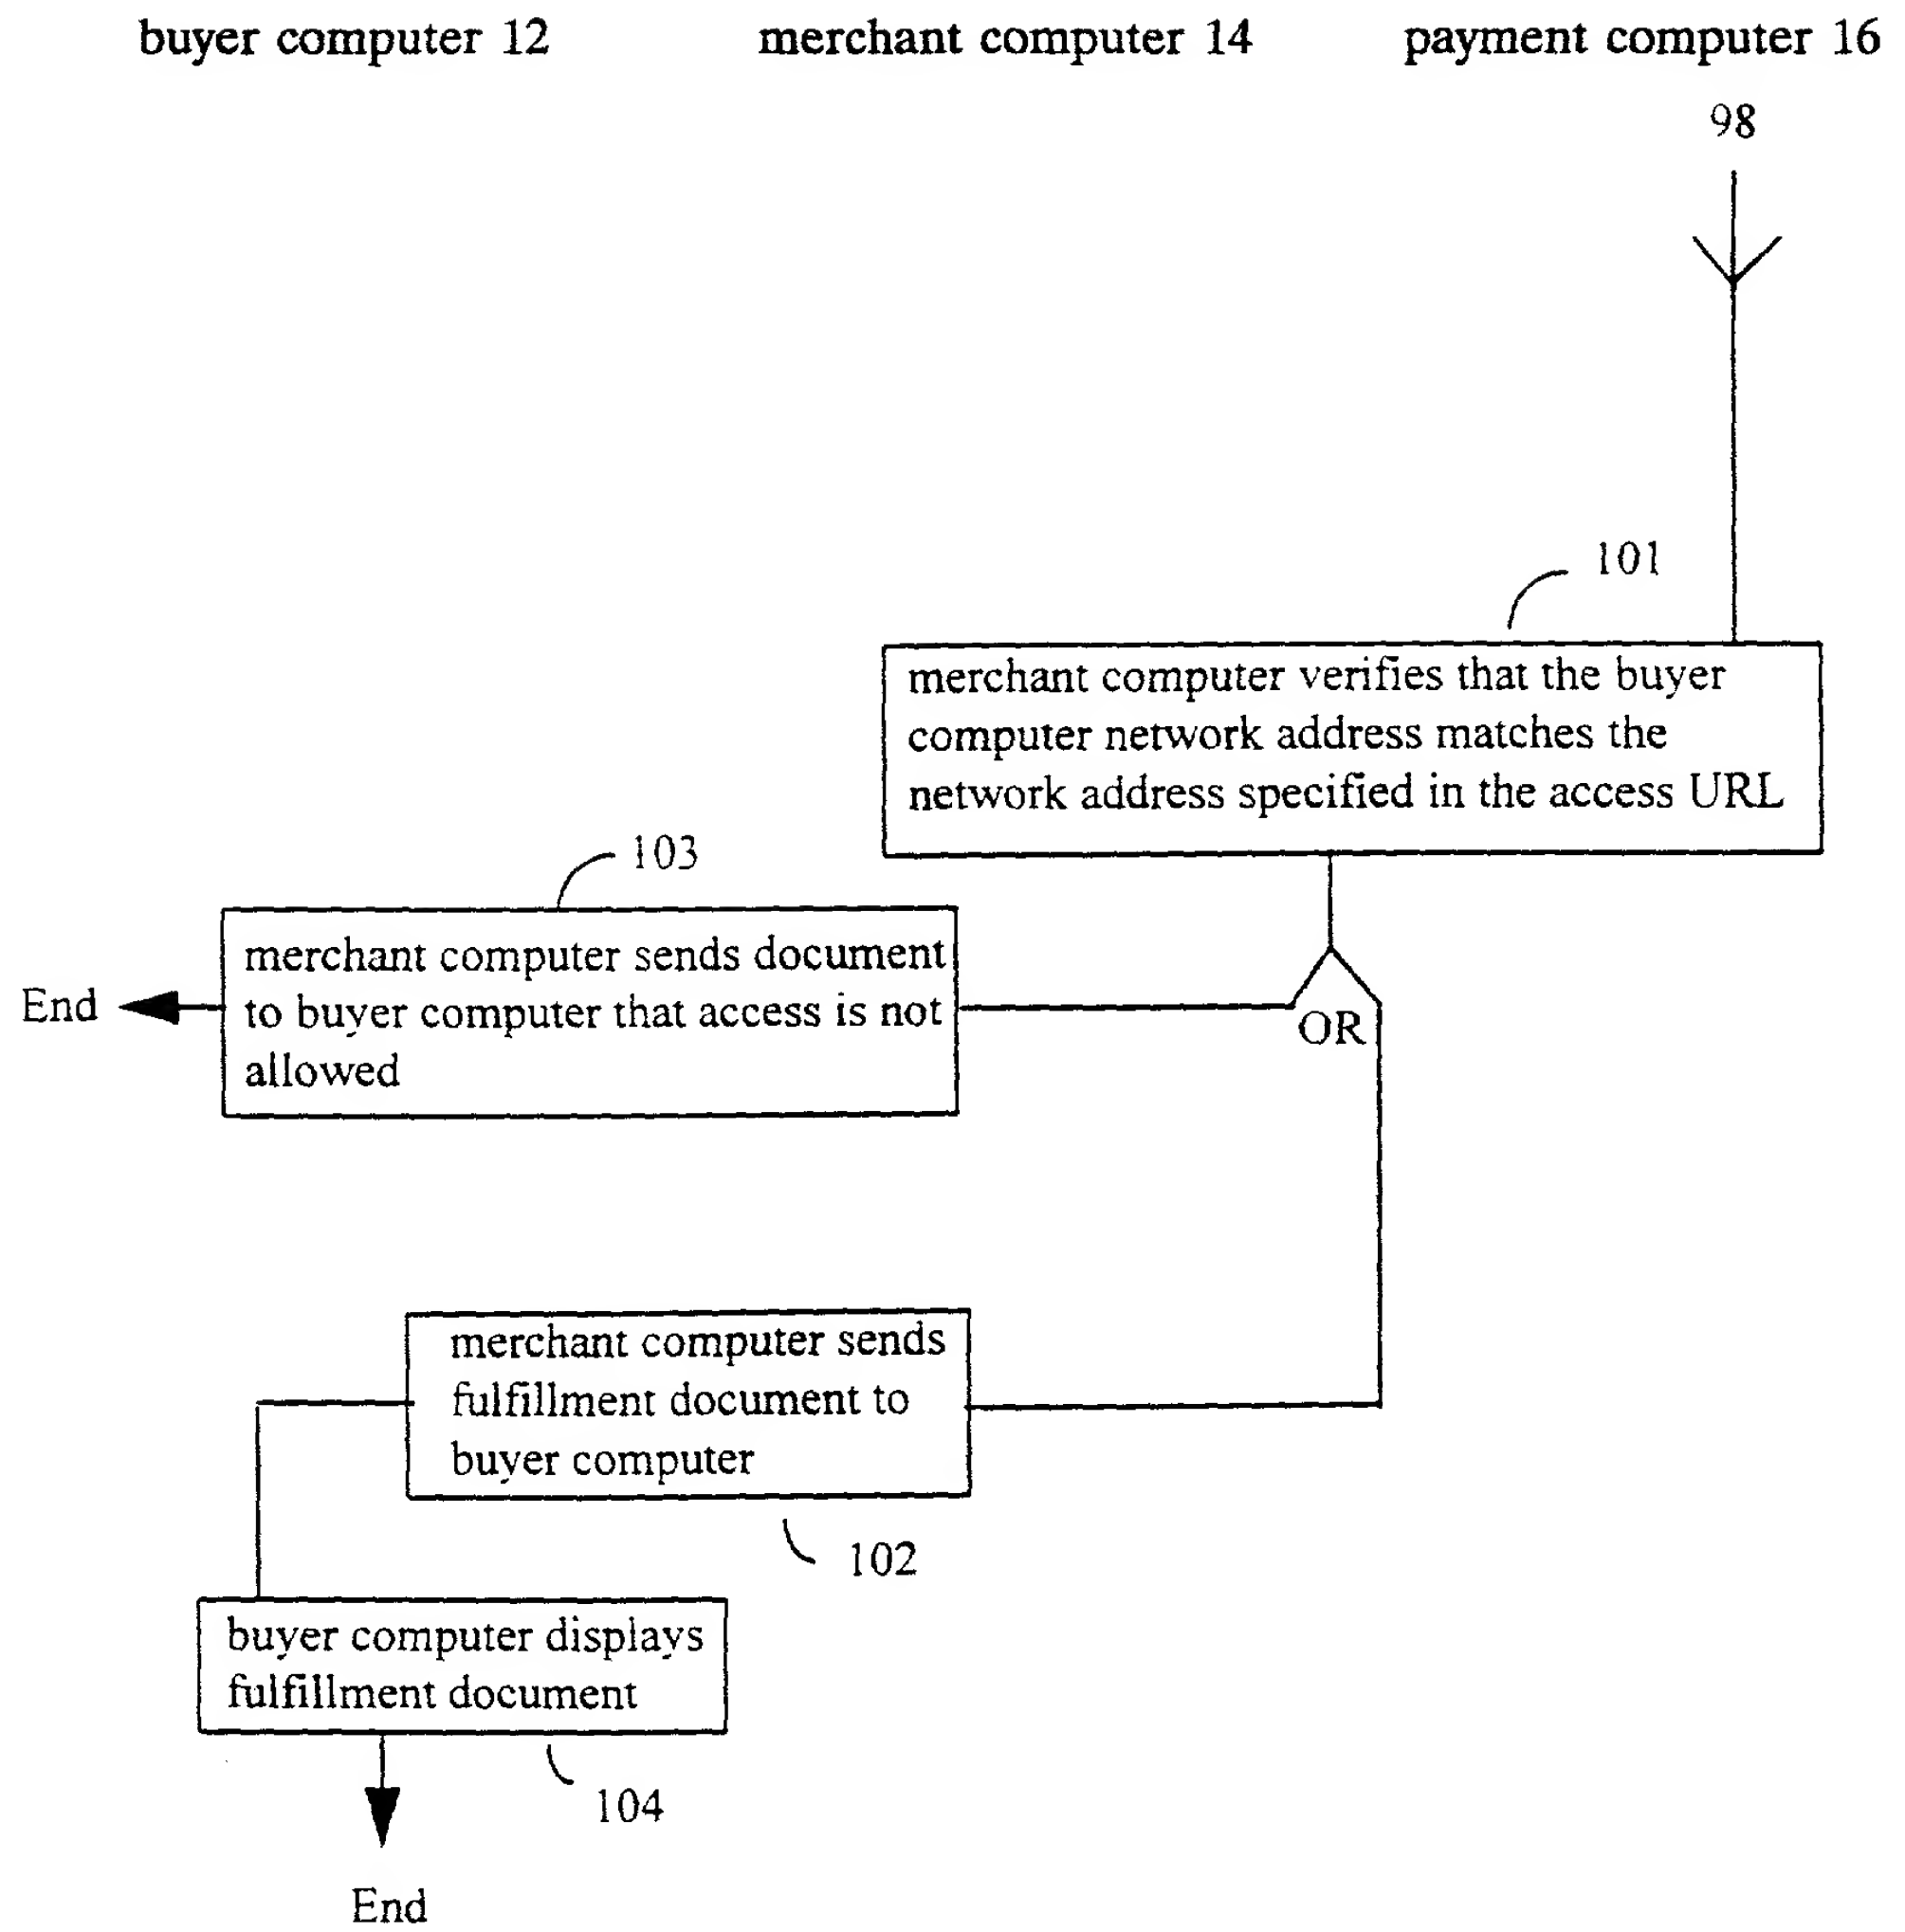 buyer computer 12
merchant computer 14
payment computer 16
98
101
merchant computer verifies that the buyer
computer network address matches the
network address specified in the access URL
103
merchant computer sends document
to buyer computer that access is not
allowed
End
OR
merchant computer sends
fulfillment document to
buyer computer
102
buyer computer displays
fulfillment document
104
End